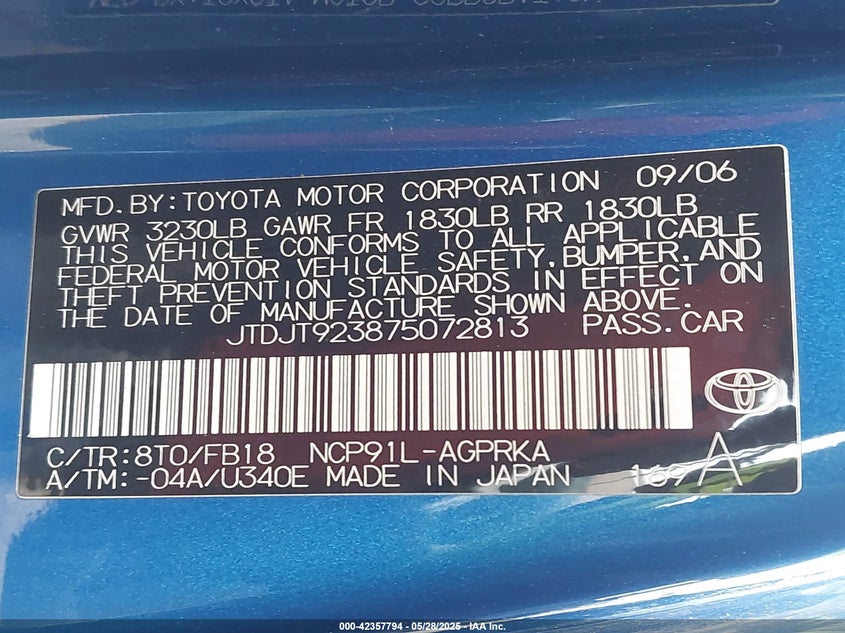 MFD.BY:TOYOTA MOTOR CORPORATION 09/06
GVWR 3230LB GAWR FR 1830LB RR 1830LB
THIS VEHICLE CONFORMS TO ALL APPLICABLE
FEDERAL MOTOR VEHICLE SAFETY,BUMPER,AND
THEFT PREVENTION STANDARDS IN EFFECT ON
THE DATE OF MANUFACTURE SHOWN ABOVE.
JTDJT923875072813 PASS.CAR
C/TR:8T0/FB18 NCP91L-AGPRKA A
A/TM:-04A/U340E MADE IN JAPAN 169
000-42357794 - 05/28/2025 - IAA Inc.